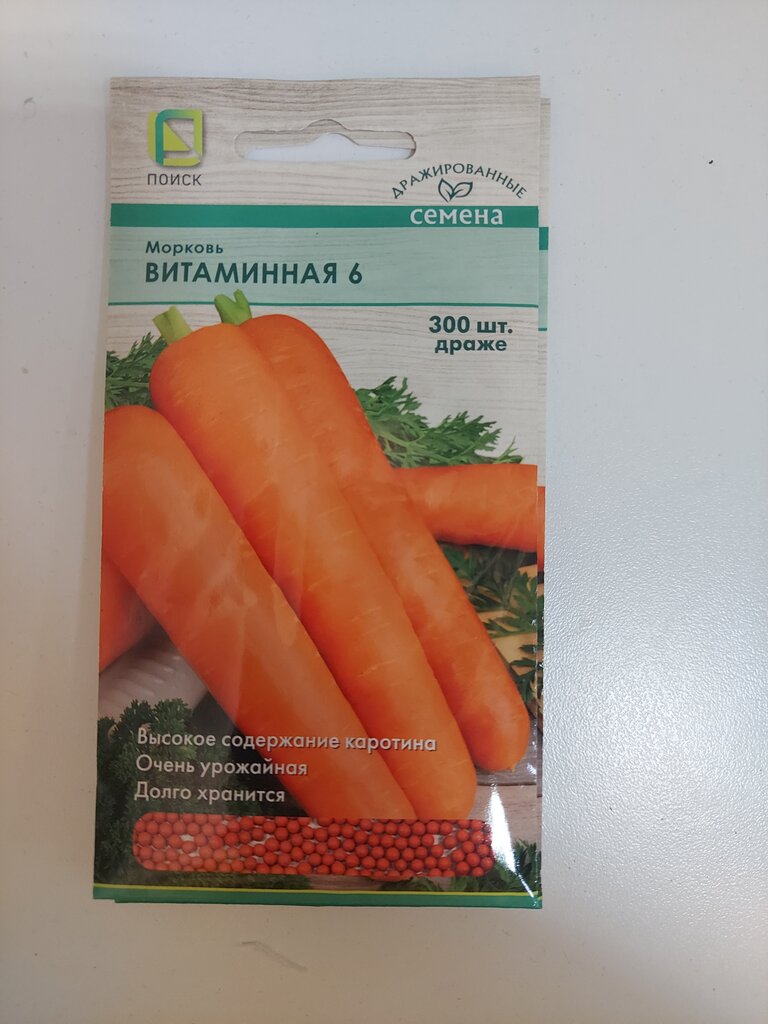 ПОИСК
ДРАЖИРОВАННЫЕ
семена
Морковь
ВИТАМИННАЯ 6
300 шт.
драже
Высокое содержание каротина
Очень урожайная
Долго хранится